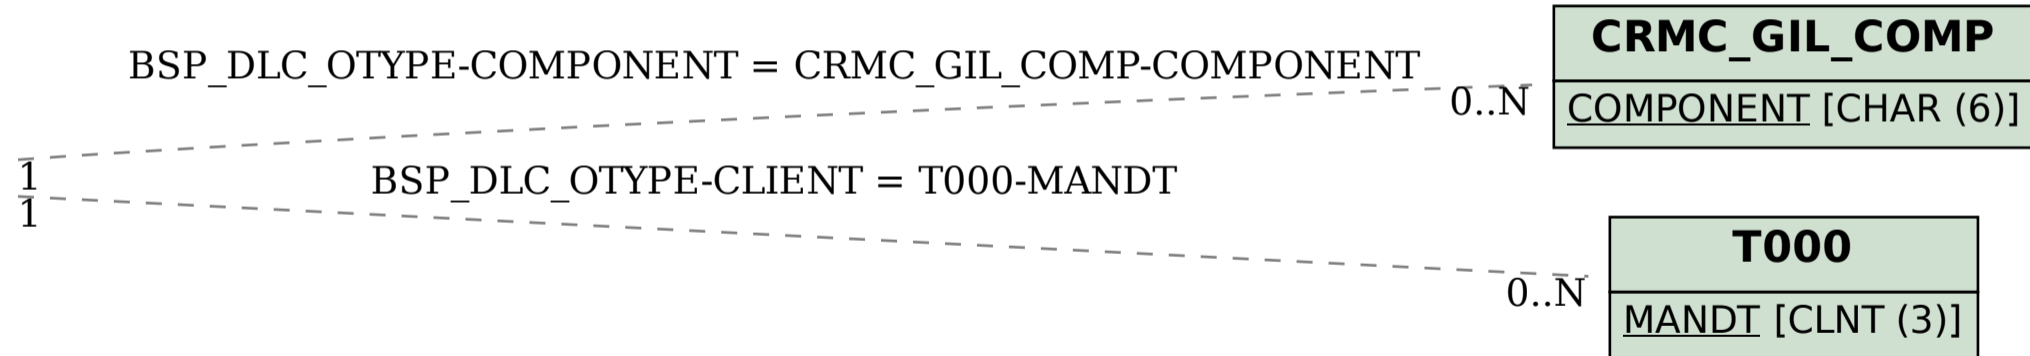 BSP_DLC_OTYPE-COMPONENT = CRMC_GIL_COMP-COMPONENT
0..N
1
CRMC_GIL_COMP
COMPONENT [CHAR (6)]
BSP_DLC_OTYPE-CLIENT = T000-MANDT
1
0..N
T000
MANDT [CLNT (3)]